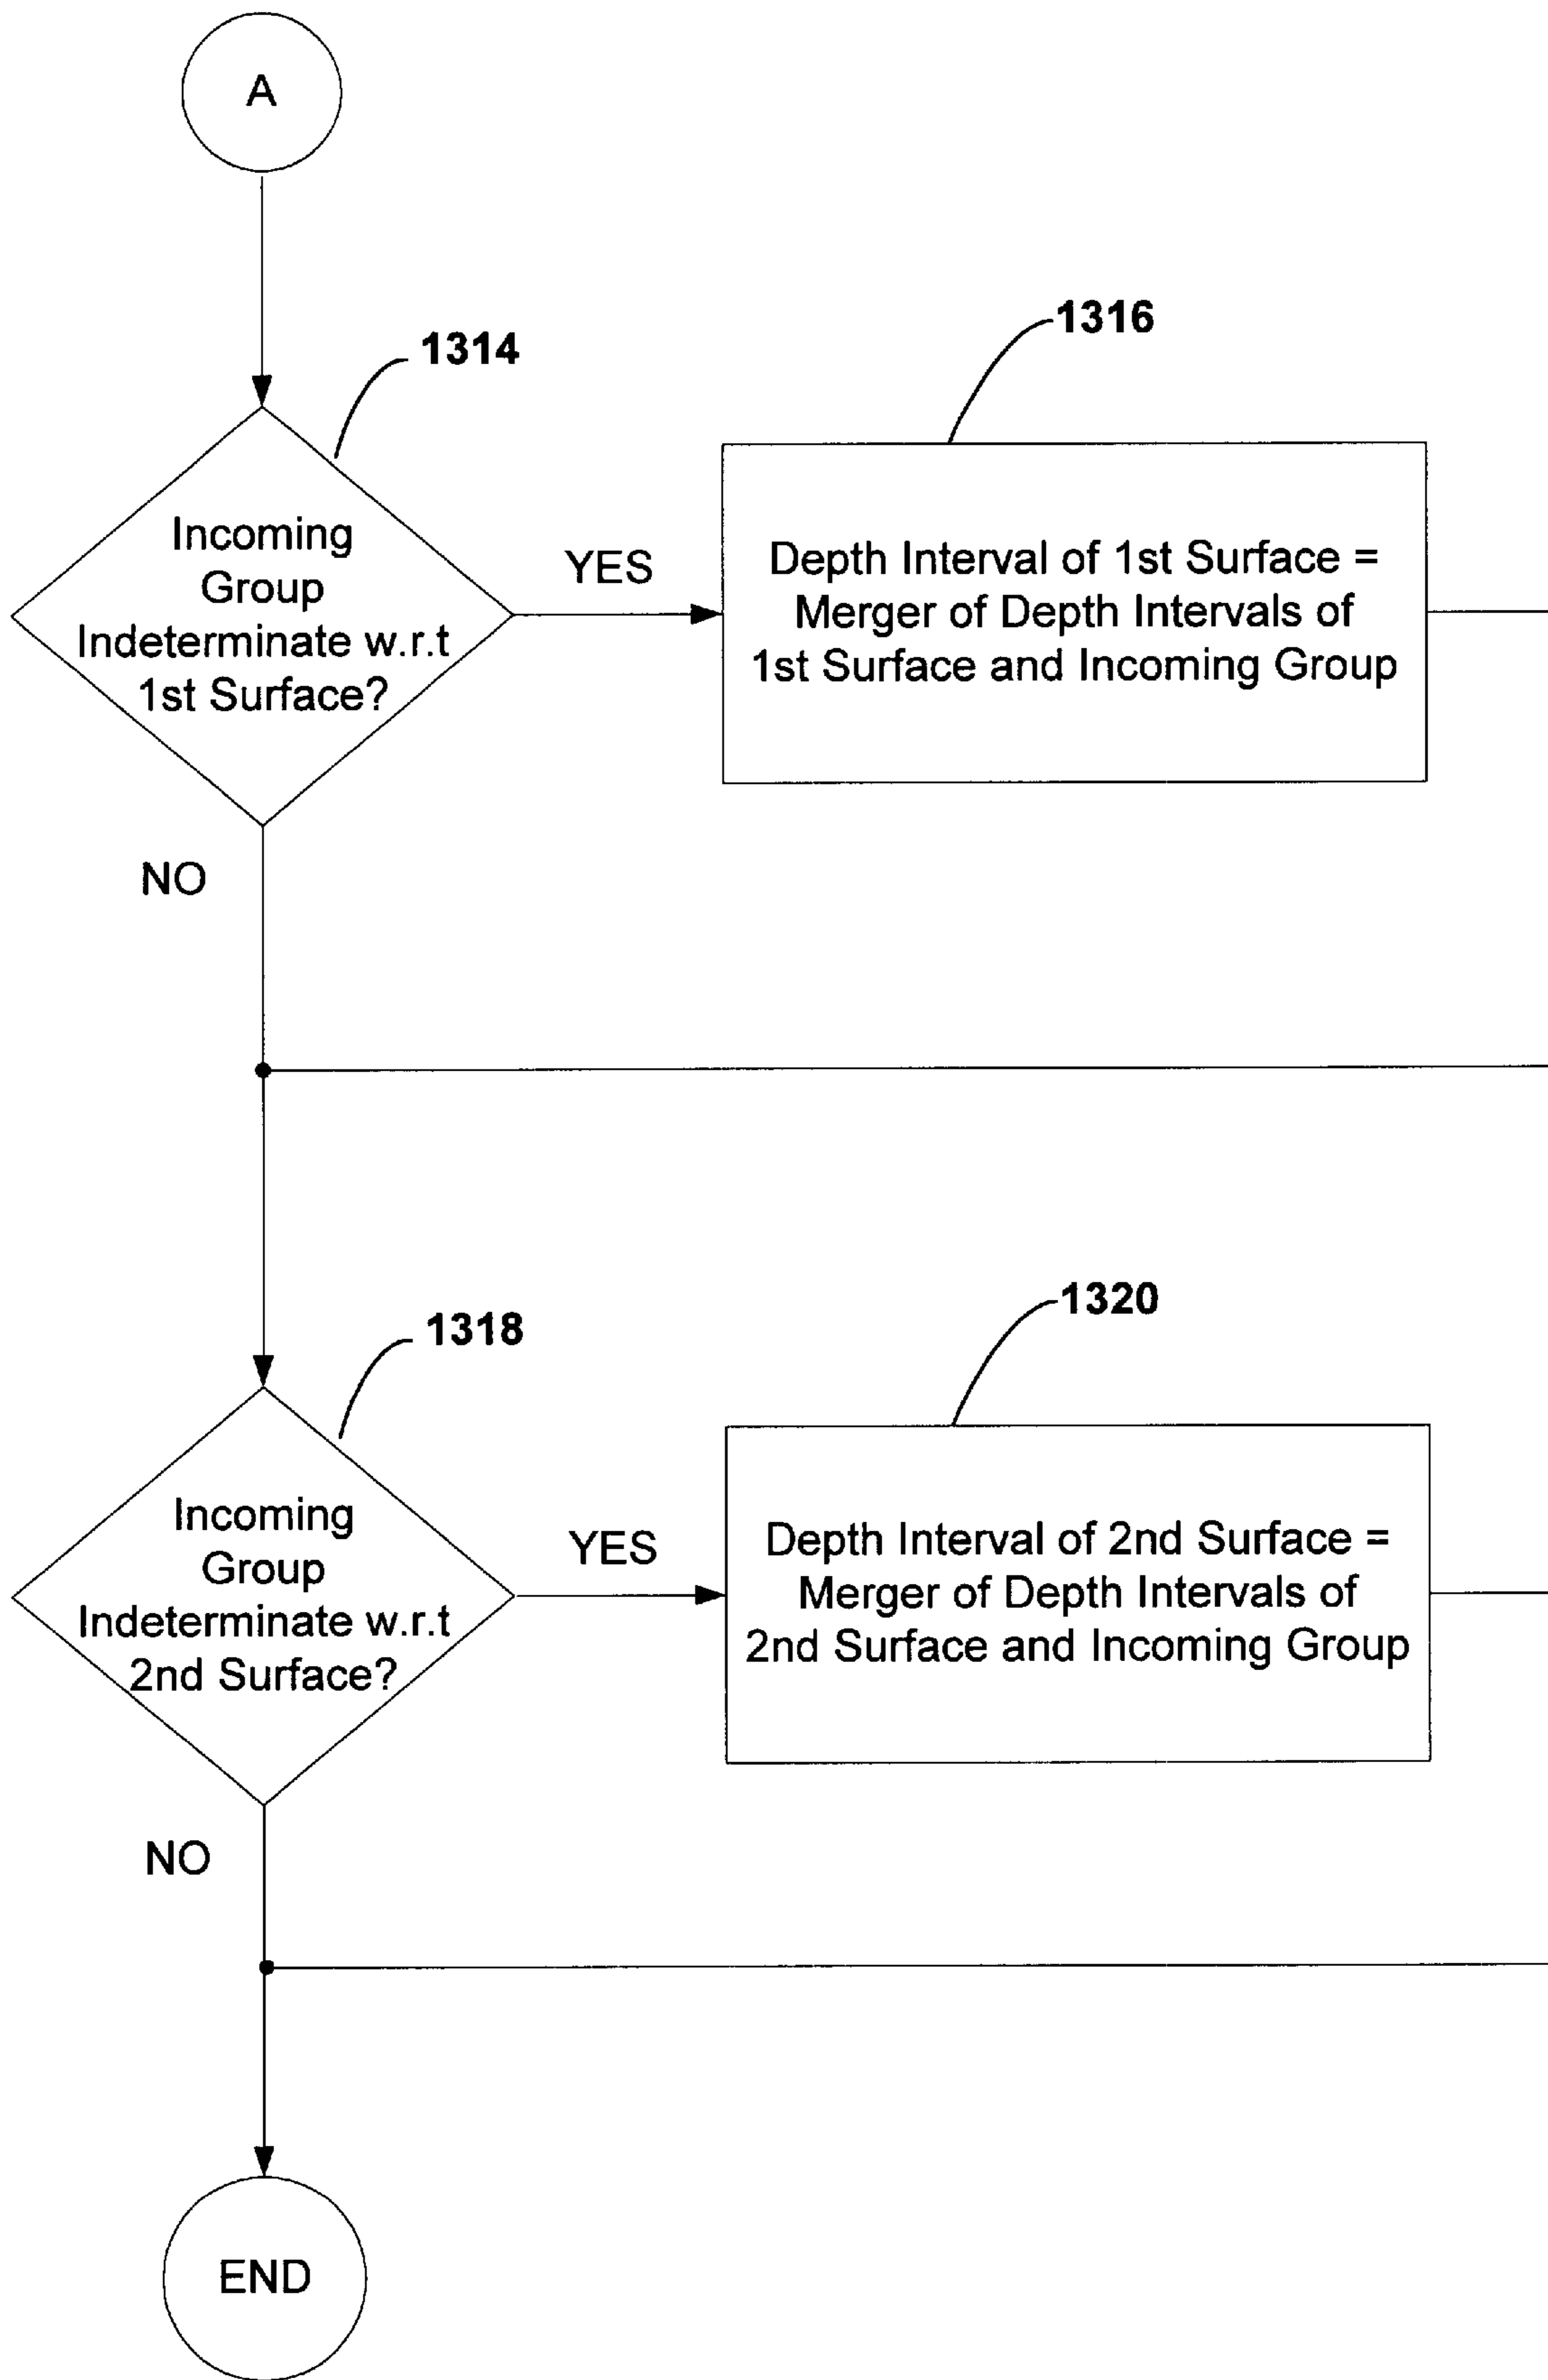 A
1314
1316
Incoming
Group
Indeterminate w.r.t
1st Surface?
YES
Depth Interval of 1st Surface =
Merger of Depth Intervals of
1st Surface and Incoming Group
NO
1318
1320
Incoming
Group
Indeterminate w.r.t
2nd Surface?
YES
Depth Interval of 2nd Surface =
Merger of Depth Intervals of
2nd Surface and Incoming Group
NO
END